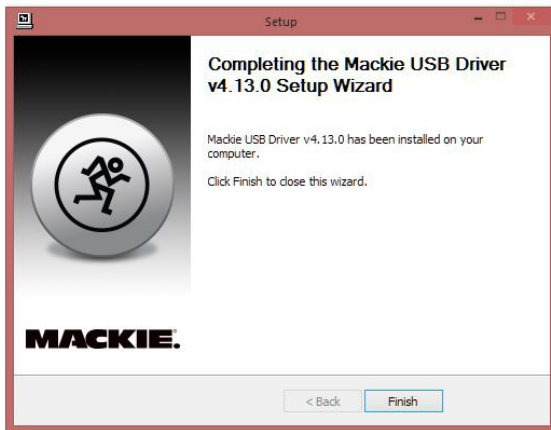 Setup
Completing the Mackie USB Driver
v4.13.0 Setup Wizard
Mackie USB Driver v4.13.0 has been installed on your
computer.
Click Finish to close this wizard.
MACKIE.
< Back
Finish